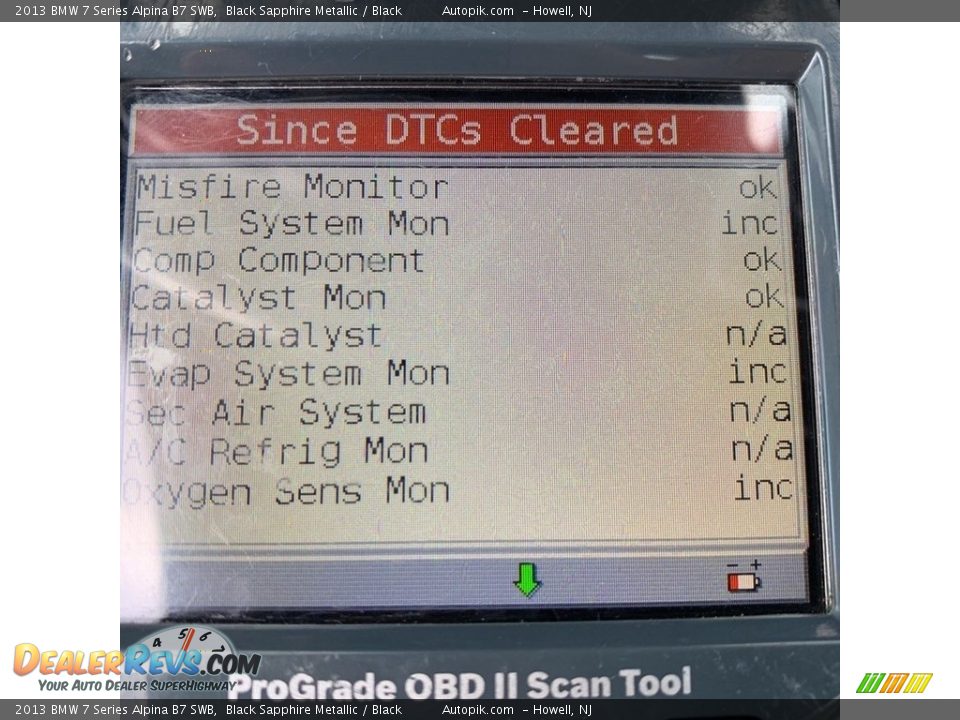 2013 BMW 7 Series Alpina B7 SWB, Black Sapphire Metallic / Black Autopik.com - Howell, NJ
Since DTCs Cleared
Misfire Monitor ok
Fuel System Mon inc
Comp Component ok
Catalyst Mon ok
Htd Catalyst n/a
Evap System Mon inc
Sec Air System n/a
A/C Refrig Mon n/a
Oxygen Sens Mon inc
- +
4 5 6
DealerRevs.com
Your Auto Dealer SuperHighway
ProGrade OBD II Scan Tool
2013 BMW 7 Series Alpina B7 SWB, Black Sapphire Metallic / Black Autopik.com - Howell, NJ